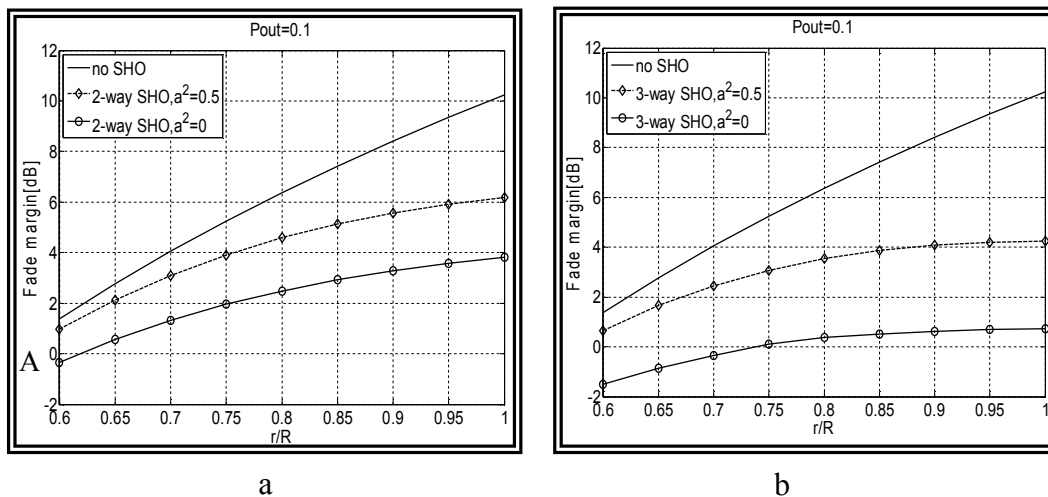 Pout=0.1
12
10
8
6
4
2
0
-2
Fade margin[dB]
no SHO
2-way SHO,a²=0.5
2-way SHO,a²=0
A
0.6 0.65 0.7 0.75 0.8 0.85 0.9 0.95 1
r/R
a
Pout=0.1
12
10
8
6
4
2
0
-2
Fade margin[dB]
no SHO
3-way SHO,a²=0.5
3-way SHO,a²=0
0.6 0.65 0.7 0.75 0.8 0.85 0.9 0.95 1
r/R
b